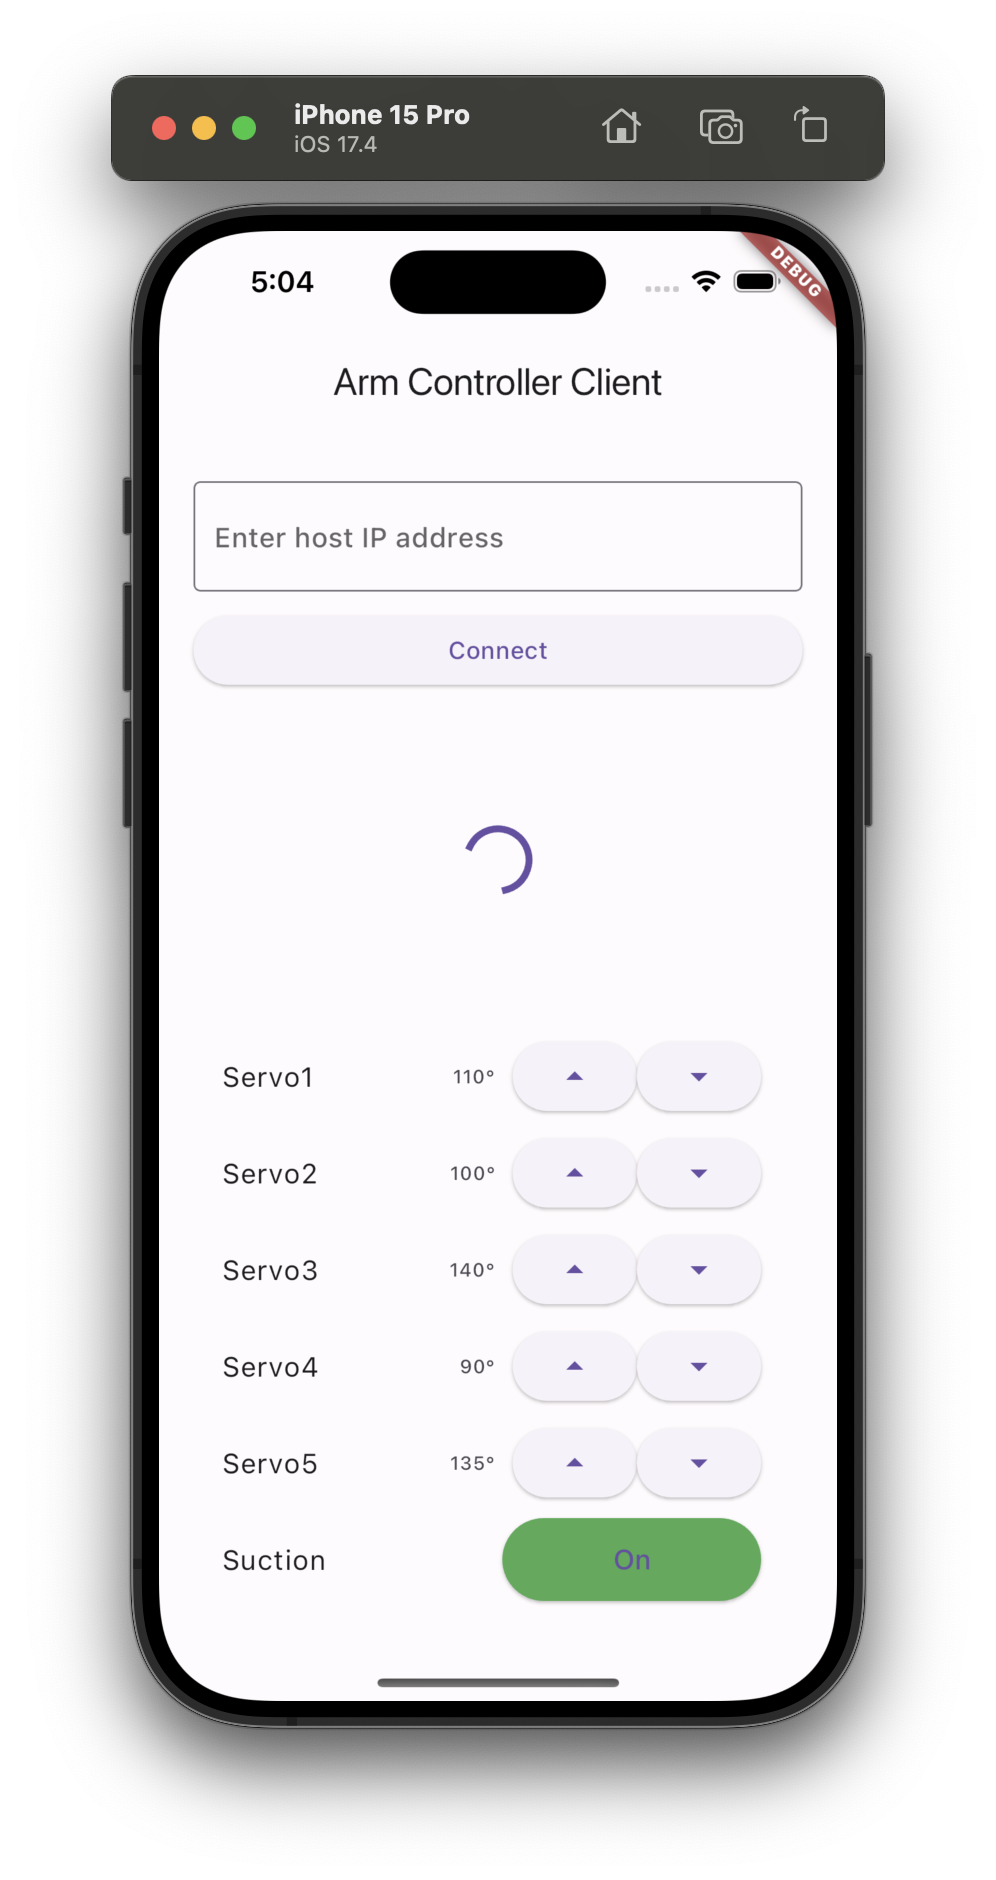 iPhone 15 Pro
iOS 17.4
5:04
DEBUG
Arm Controller Client
Enter host IP address
Connect
Servo1 110°
Servo2 100°
Servo3 140°
Servo4 90°
Servo5 135°
Suction On